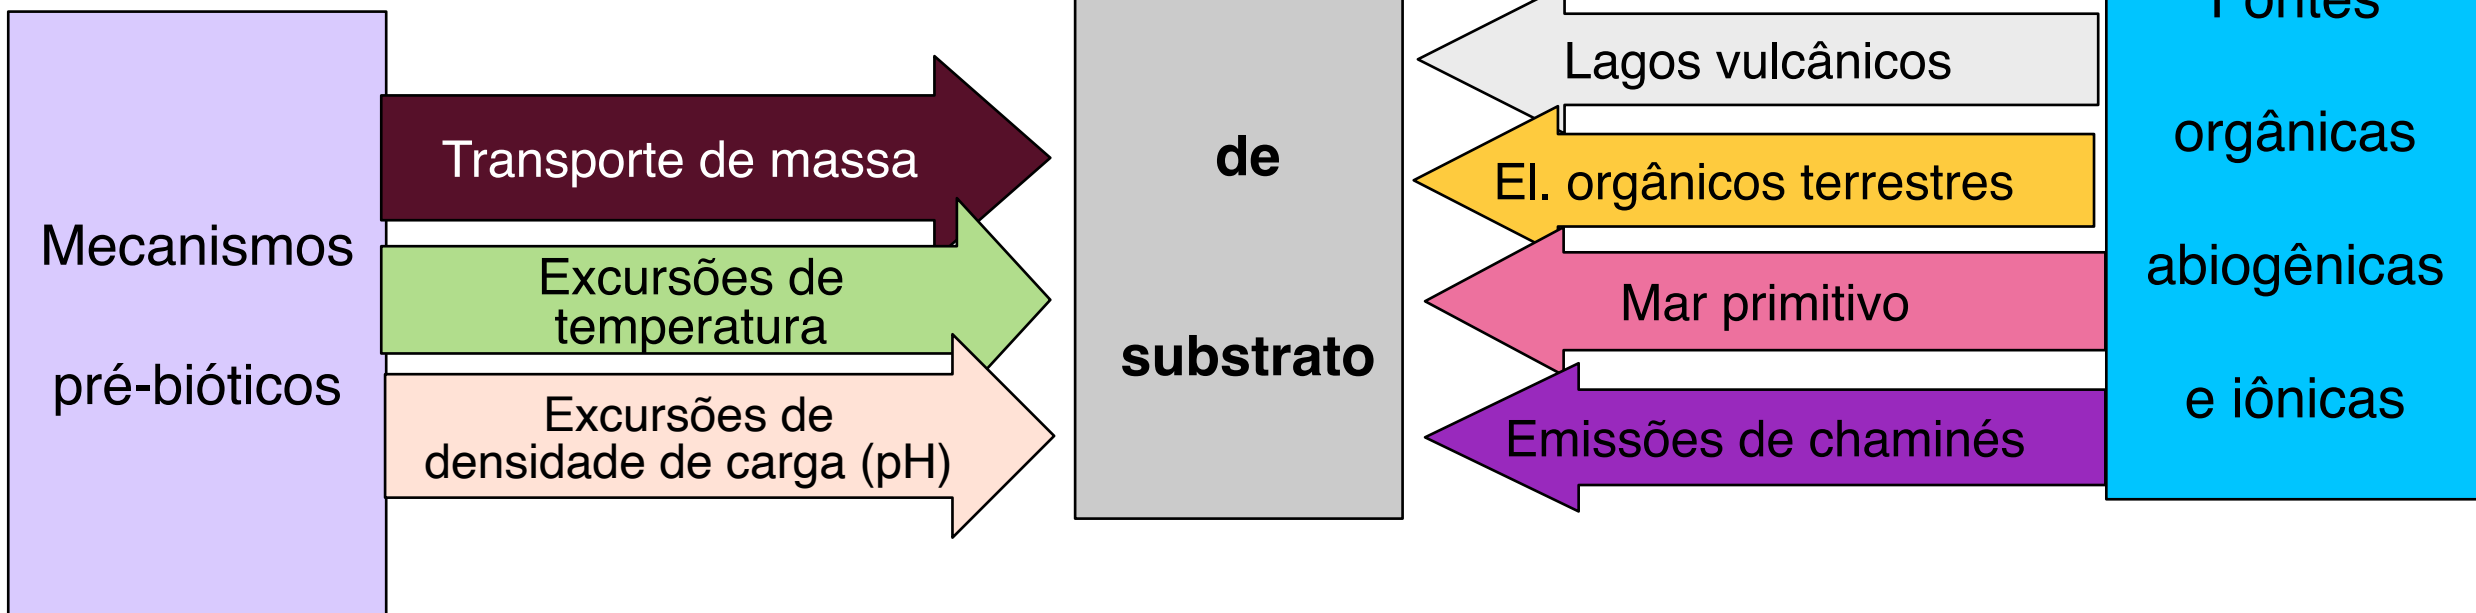 Mecanismos
pré-bióticos
Transporte de massa
Excursões de
temperatura
Excursões de
densidade de carga (pH)
de
substrato
Lagos vulcânicos
El. orgânicos terrestres
Mar primitivo
Emissões de chaminés
Fontes
orgânicas
abiogênicas
e iônicas